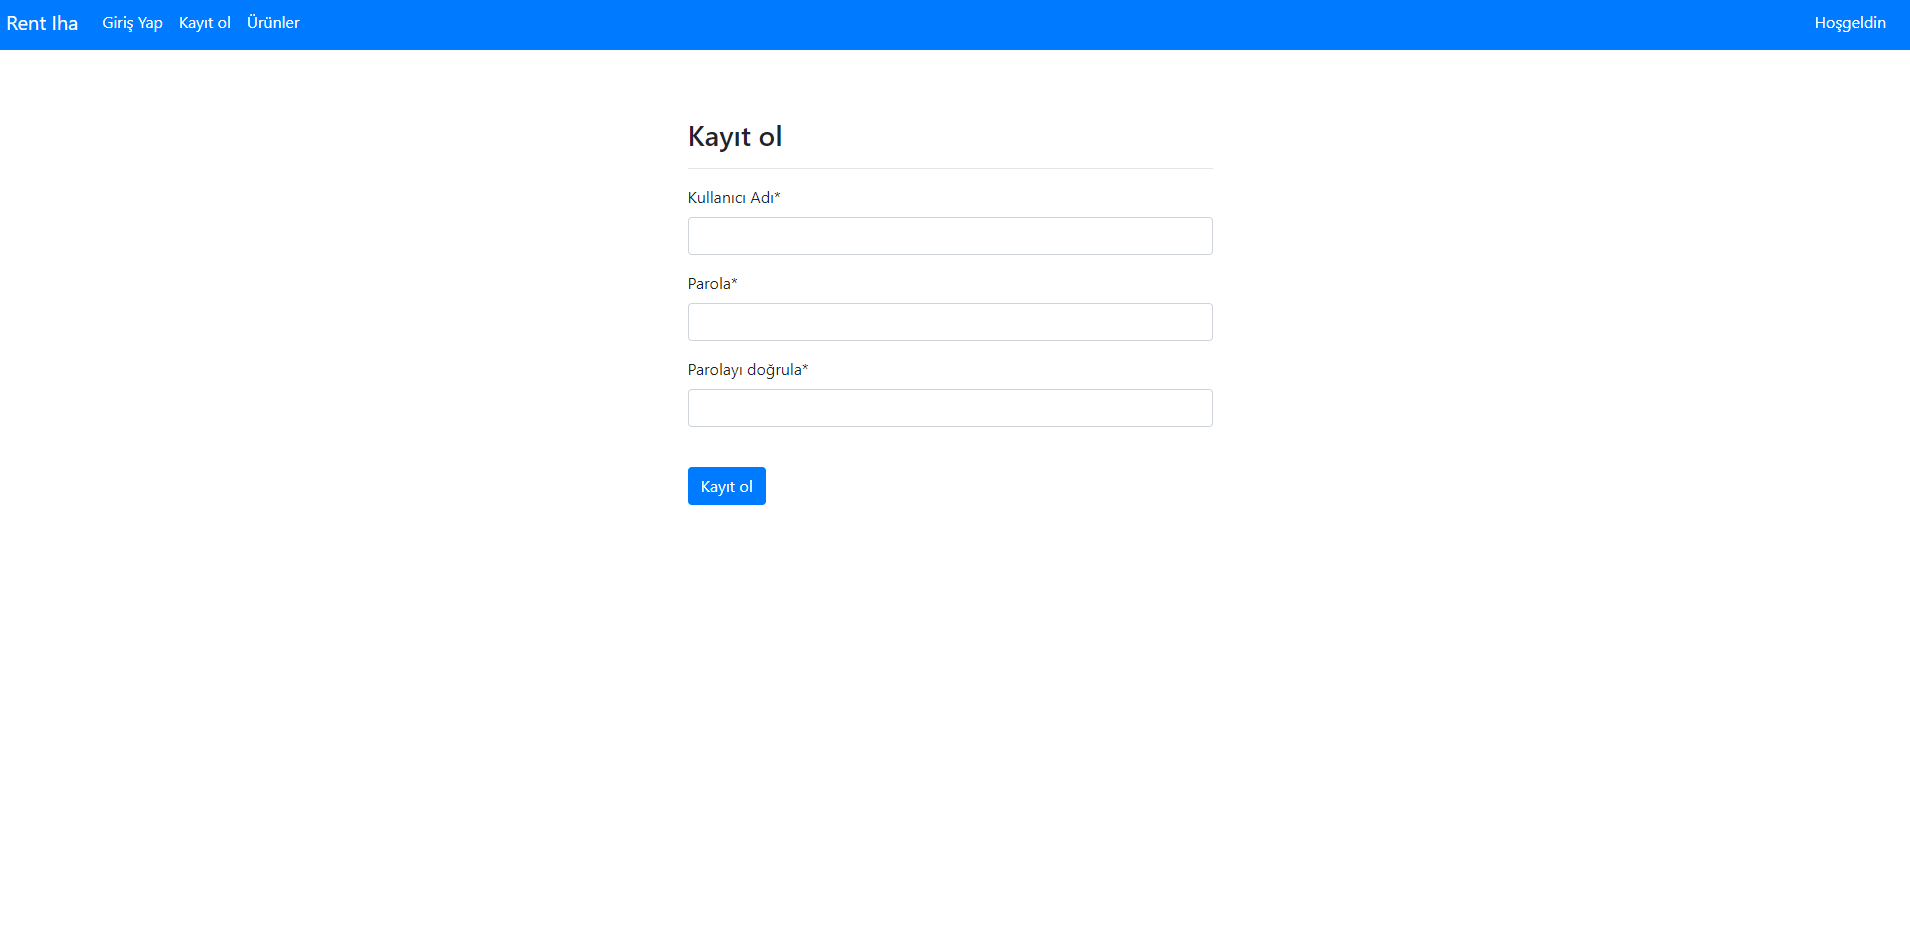 Rent Iha Giriş Yap Kayıt ol Ürünler Hoşgeldin
Kayıt ol
Kullanıcı Adı*
Parola*
Parolayı doğrula*
Kayıt ol